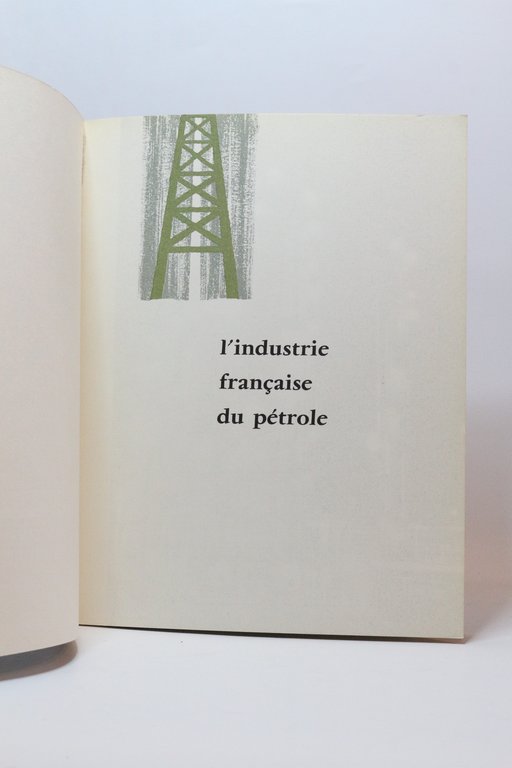 l'industrie
française
du pétrole